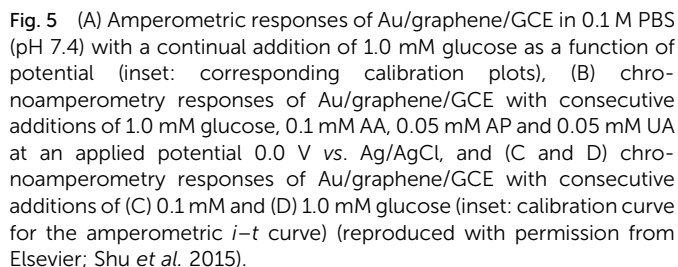 Fig. 5 (A) Amperometric responses of Au/graphene/GCE in 0.1 M PBS
(pH 7.4) with a continual addition of 1.0 mM glucose as a function of
potential (inset: corresponding calibration plots), (B) chro-
noamperometry responses of Au/graphene/GCE with consecutive
additions of 1.0 mM glucose, 0.1 mM AA, 0.05 mM AP and 0.05 mM UA
at an applied potential 0.0 V vs. Ag/AgCl, and (C and D) chro-
noamperometry responses of Au/graphene/GCE with consecutive
additions of (C) 0.1 mM and (D) 1.0 mM glucose (inset: calibration curve
for the amperometric i–t curve) (reproduced with permission from
Elsevier; Shu et al. 2015).